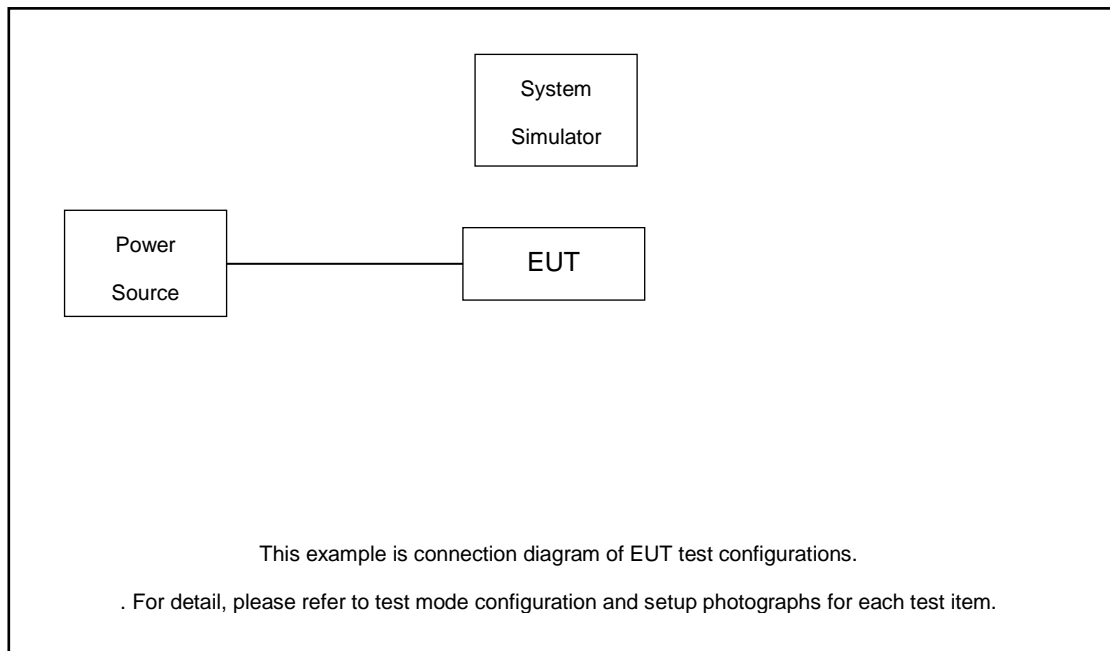 System
Simulator
Power
Source
EUT
This example is connection diagram of EUT test configurations.
. For detail, please refer to test mode configuration and setup photographs for each test item.